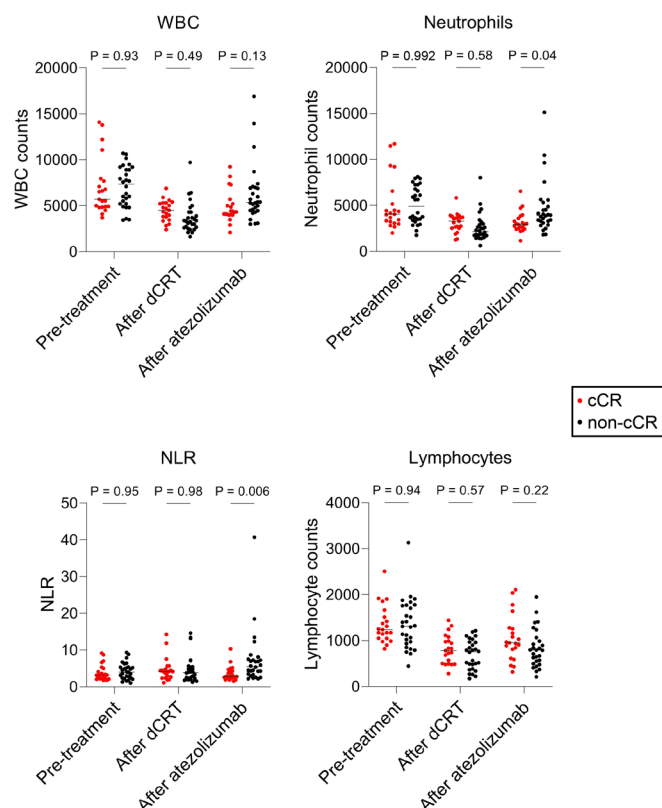 WBC
P = 0.93 P = 0.49 P = 0.13
20000
15000
10000
5000
0
WBC counts
Pre-treatment
After dCRT
After atezolizumab
Neutrophils
P = 0.992 P = 0.58 P = 0.04
20000
15000
10000
5000
0
Neutrophil counts
Pre-treatment
After dCRT
After atezolizumab
cCR
non-cCR
NLR
P = 0.95 P = 0.98 P = 0.006
50
40
30
20
10
0
NLR
Pre-treatment
After dCRT
After atezolizumab
Lymphocytes
P = 0.94 P = 0.57 P = 0.22
4000
3000
2000
1000
0
Lymphocyte counts
Pre-treatment
After dCRT
After atezolizumab